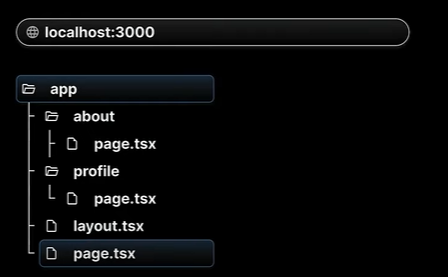 localhost:3000
app
about
page.tsx
profile
page.tsx
layout.tsx
page.tsx